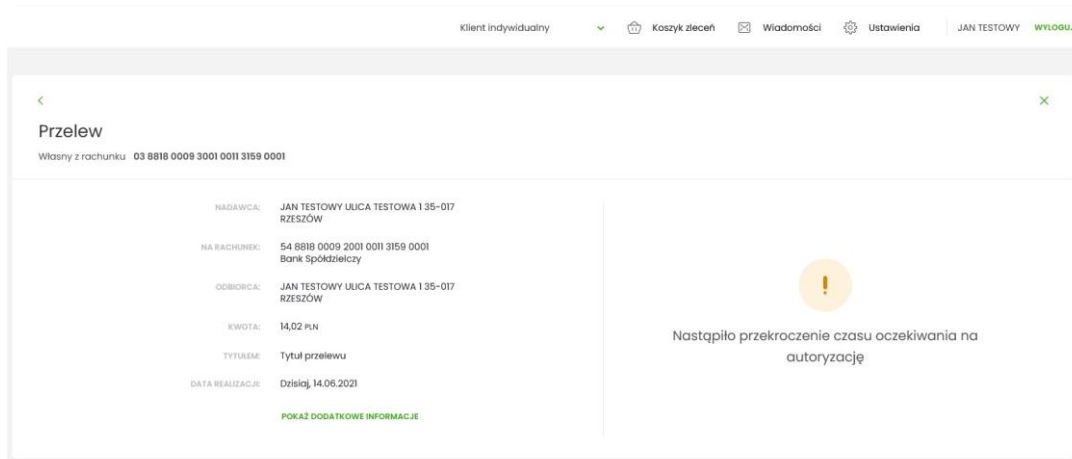 Klient indywidualny Koszyk zleceń Wiadomości Ustawienia JAN TESTOWY WYLOGUJ
Przelew
Własny z rachunku 03 8818 0009 3001 0011 3159 0001
NADAWCA: JAN TESTOWY ULICA TESTOWA 1 35-017
RZESZÓW
NA RACHUNEK: 54 8818 0009 2001 0011 3159 0001
Bank Spółdzielczy
ODBIORCA: JAN TESTOWY ULICA TESTOWA 1 35-017
RZESZÓW
KWOTA: 14,02 PLN
TYTUŁEM: Tytuł przelewu
DATA REALIZACJI: Dzisiaj, 14.06.2021
POKAŻ DODATKOWE INFORMACJE
!
Nastąpiło przekroczenie czasu oczekiwania na
autoryzację